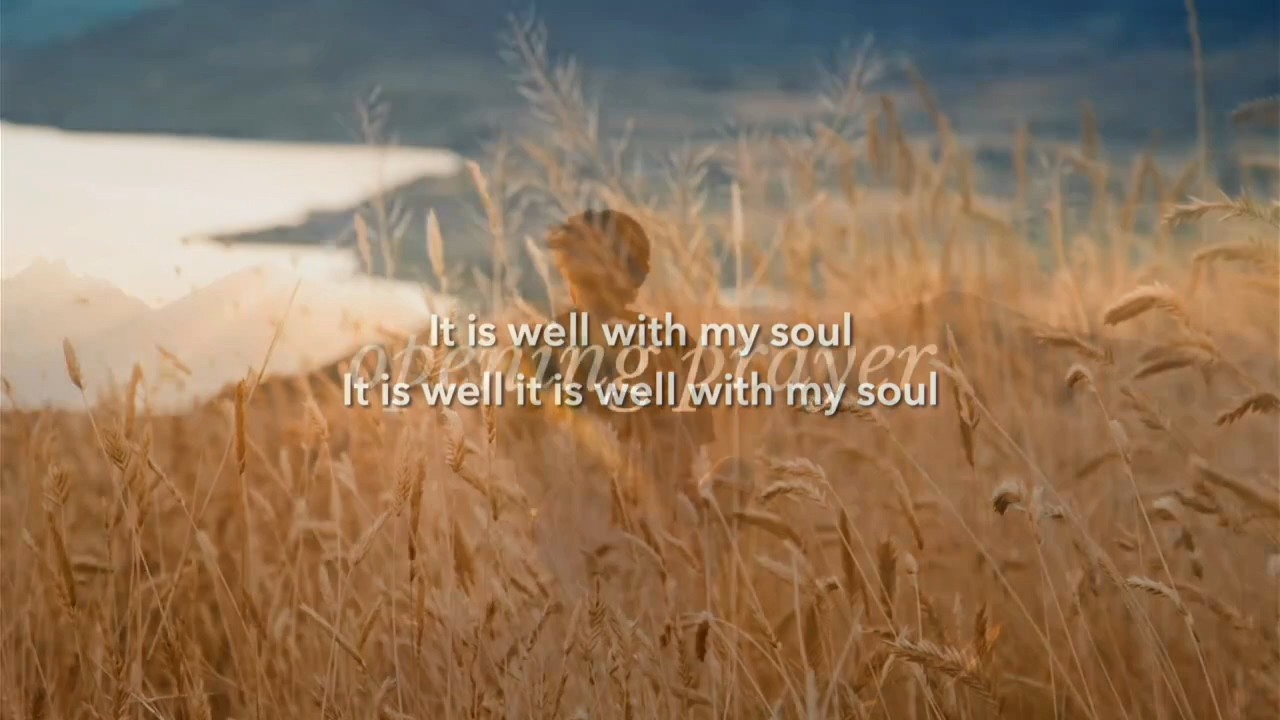 It is well with my soul
opening prayer
It is well it is well with my soul